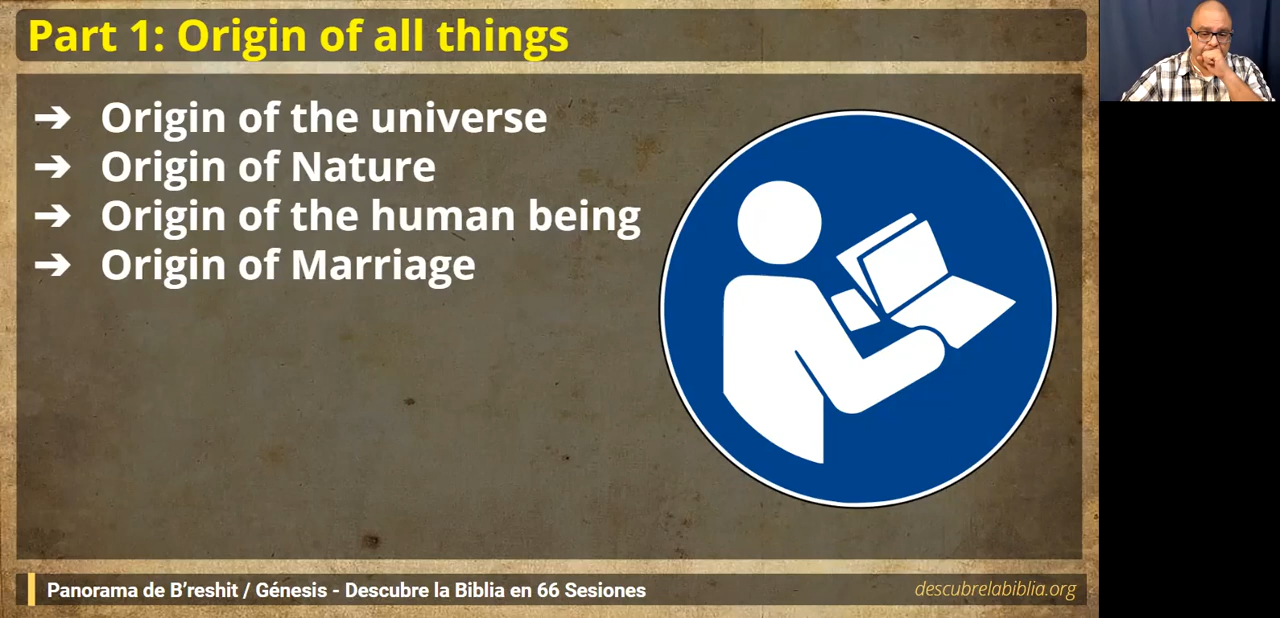 Part 1: Origin of all things
➔ Origin of the universe
➔ Origin of Nature
➔ Origin of the human being
➔ Origin of Marriage
Panorama de B’reshit / Génesis - Descubre la Biblia en 66 Sesiones
descubrelabiblia.org